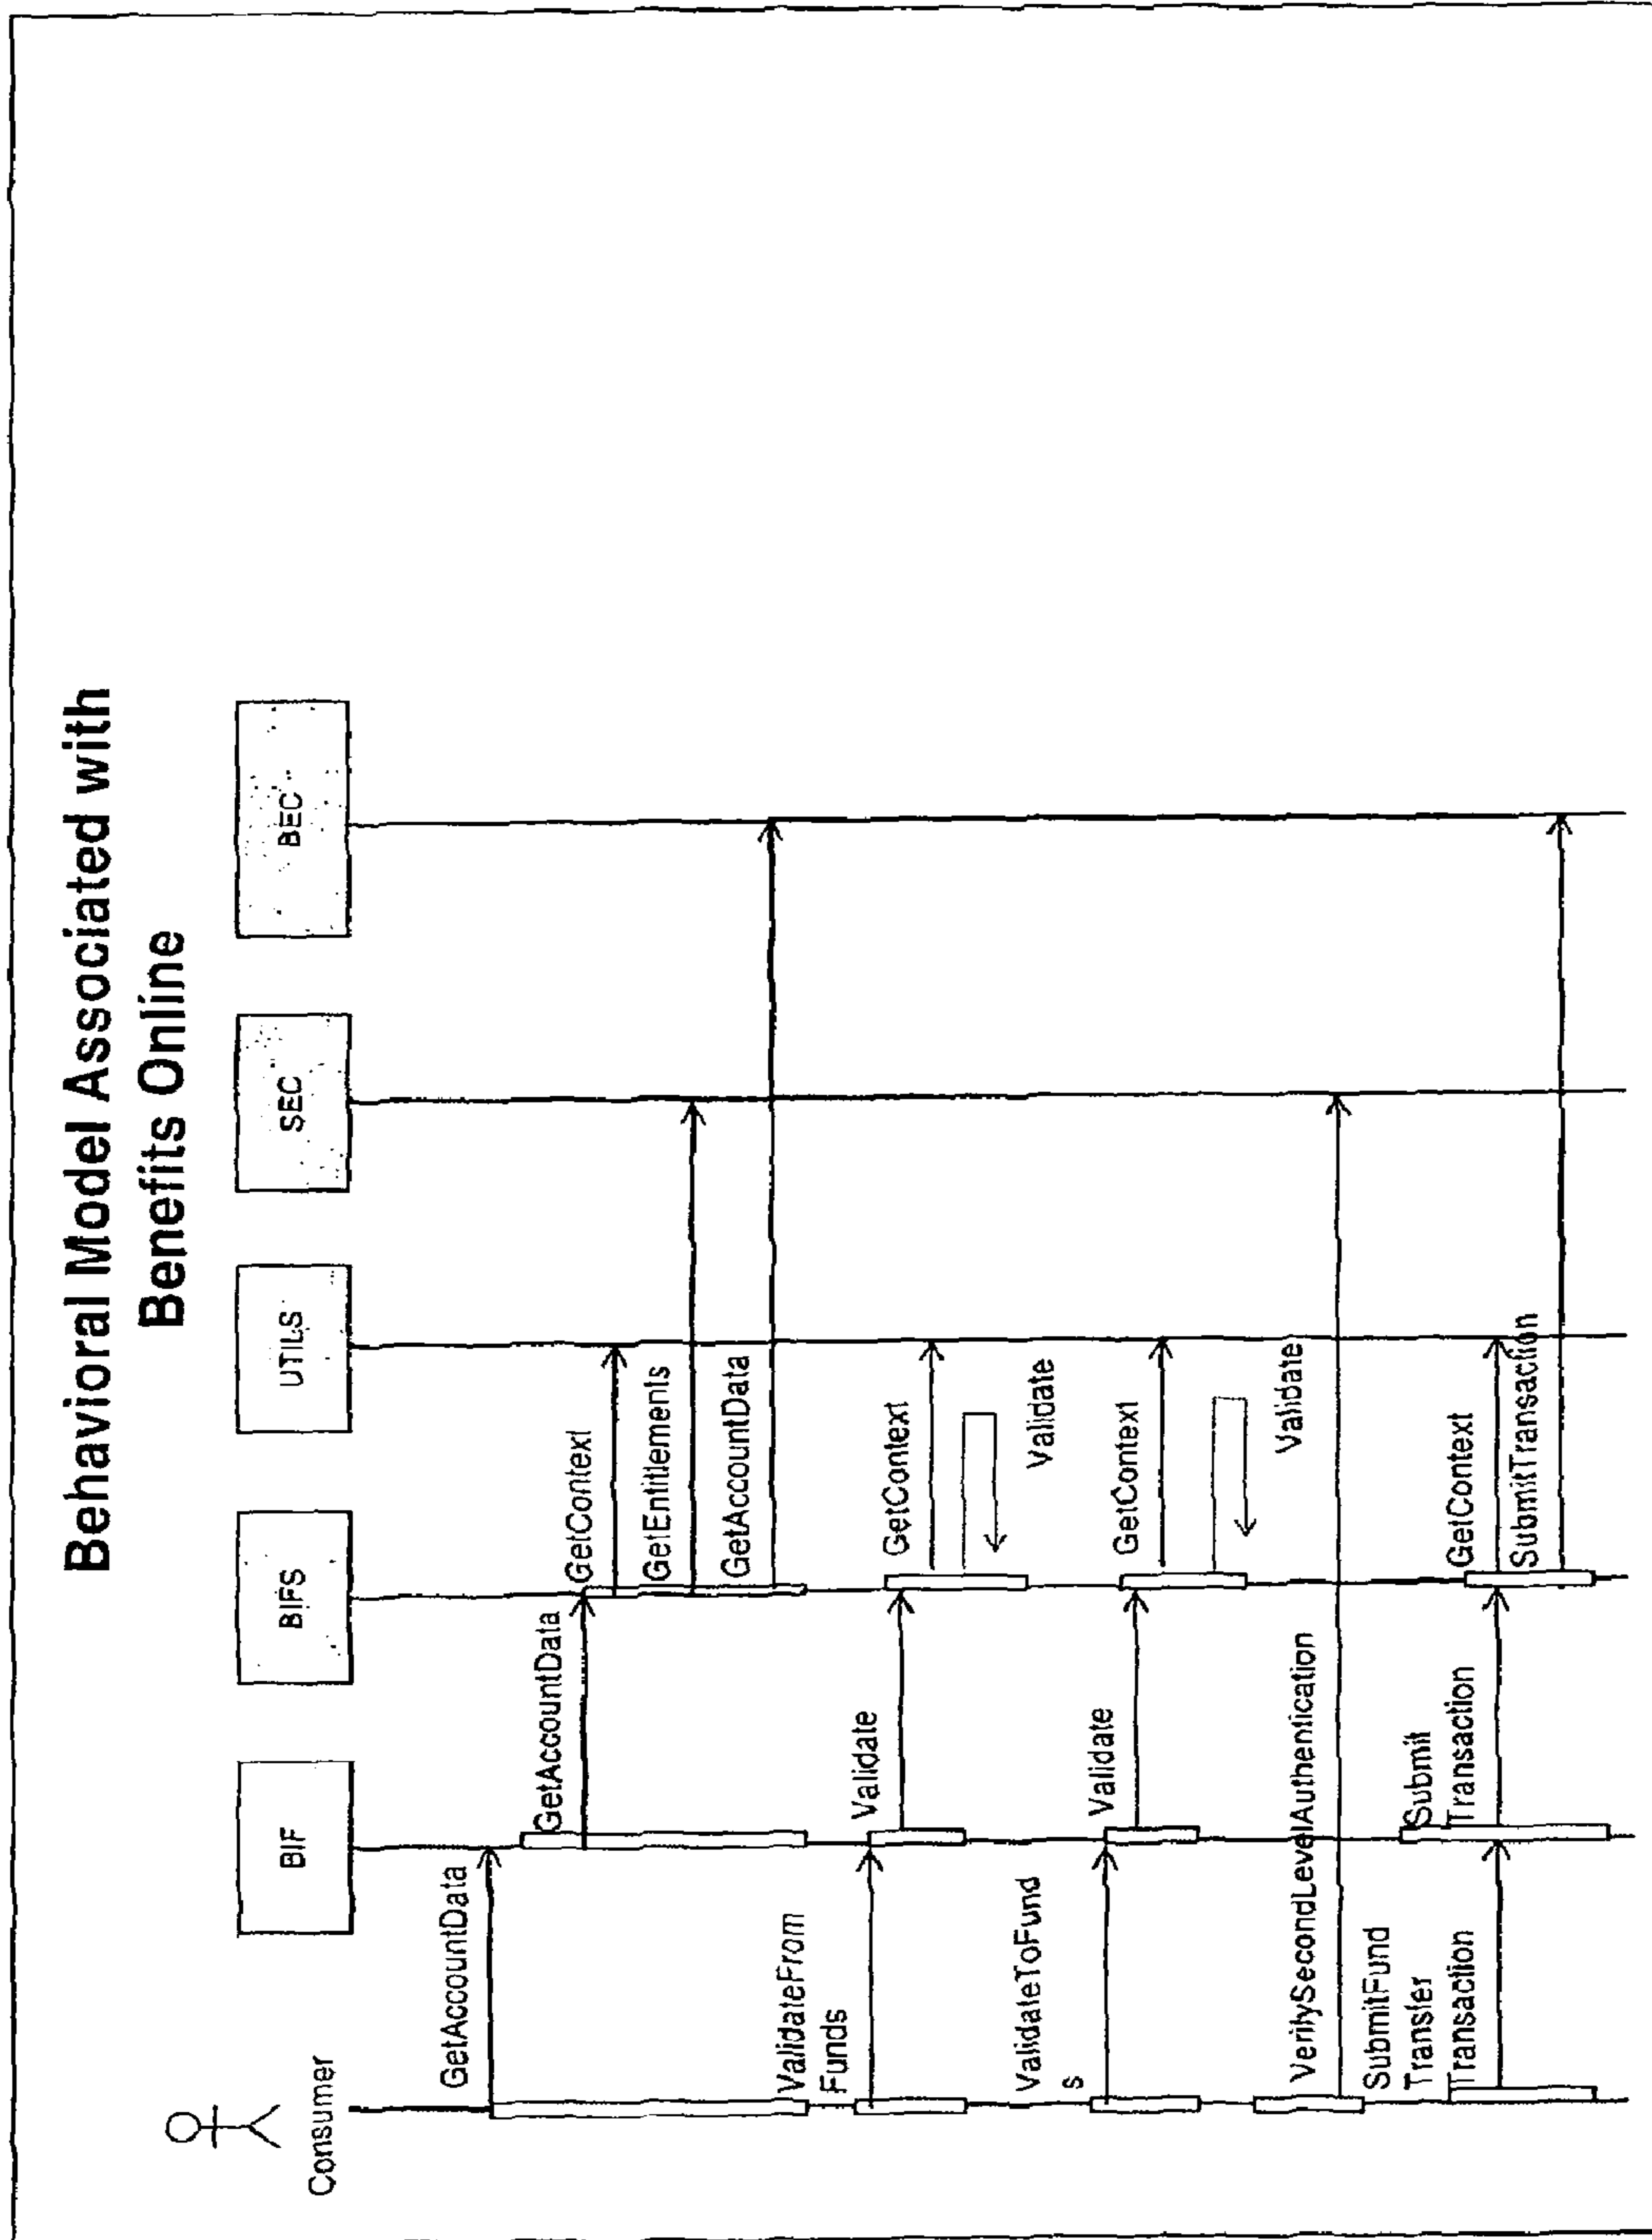 Behavioral Model Associated with
Benefits Online
Consumer
BIF
BIFS
UTILS
SEC
BEC
GetAccountData
GetAccountData
GetContext
GetEntitlements
GetAccountData
ValidateFrom
Funds
Validate
GetContext
Validate
ValidateToFund
s
Validate
GetContext
Validate
VerifySecondLevelAuthentication
SubmitFund
Transfer
Transaction
Submit
Transaction
GetContext
SubmitTransaction